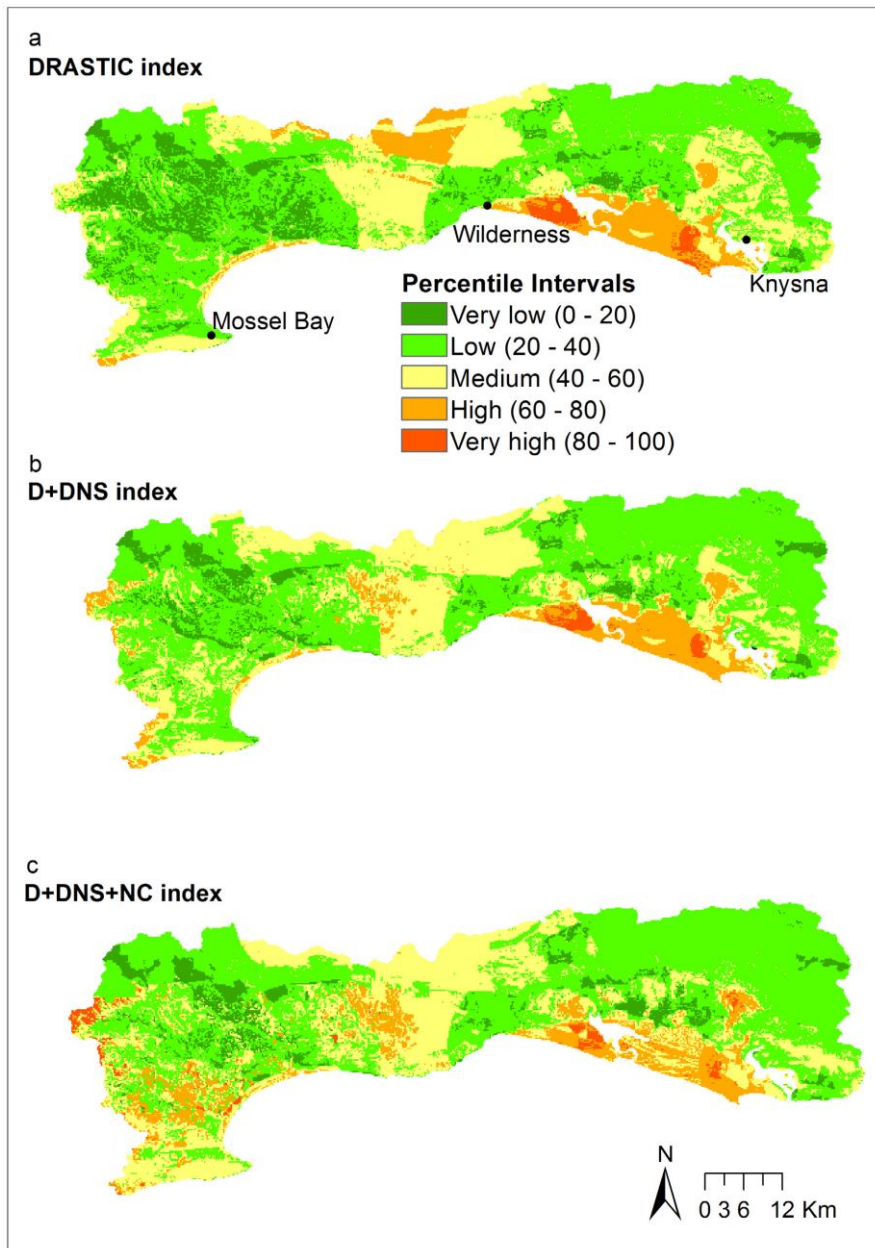 a
DRASTIC index
Wilderness
Knysna
Mossel Bay
Percentile Intervals
Very low (0 - 20)
Low (20 - 40)
Medium (40 - 60)
High (60 - 80)
Very high (80 - 100)
b
D+DNS index
c
D+DNS+NC index
N
0 3 6 12 Km